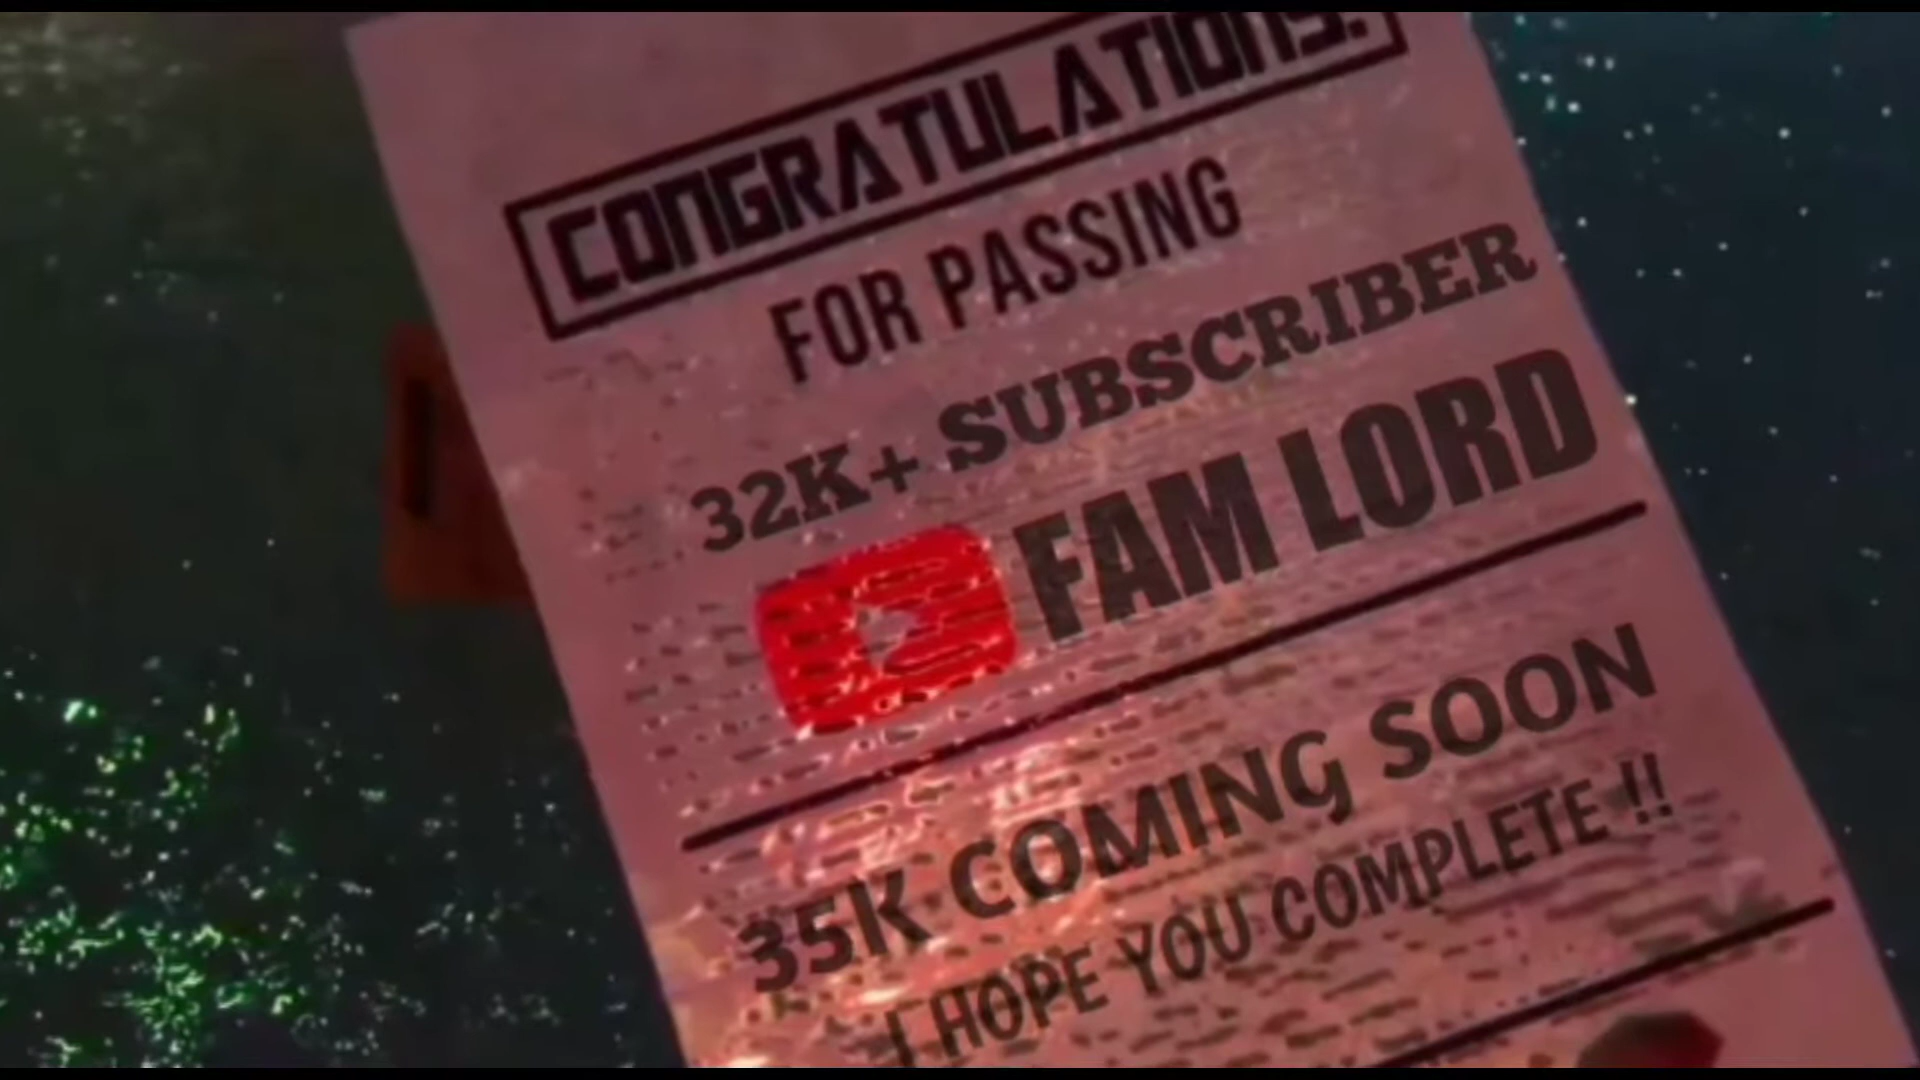 CONGRATULATIONS!
FOR PASSING
32K+ SUBSCRIBER
FAM LORD
35K COMING SOON
I HOPE YOU COMPLETE !!